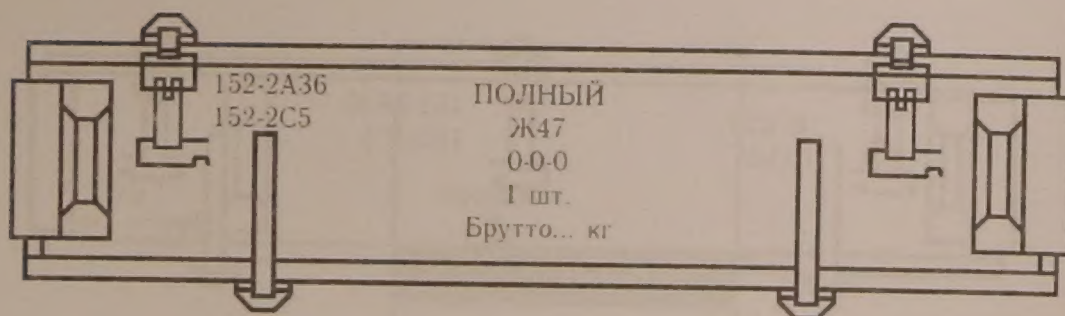 152-2А36
152-2С5
ПОЛНЫЙ
Ж47
0-0-0
1 шт.
Брутто... кг